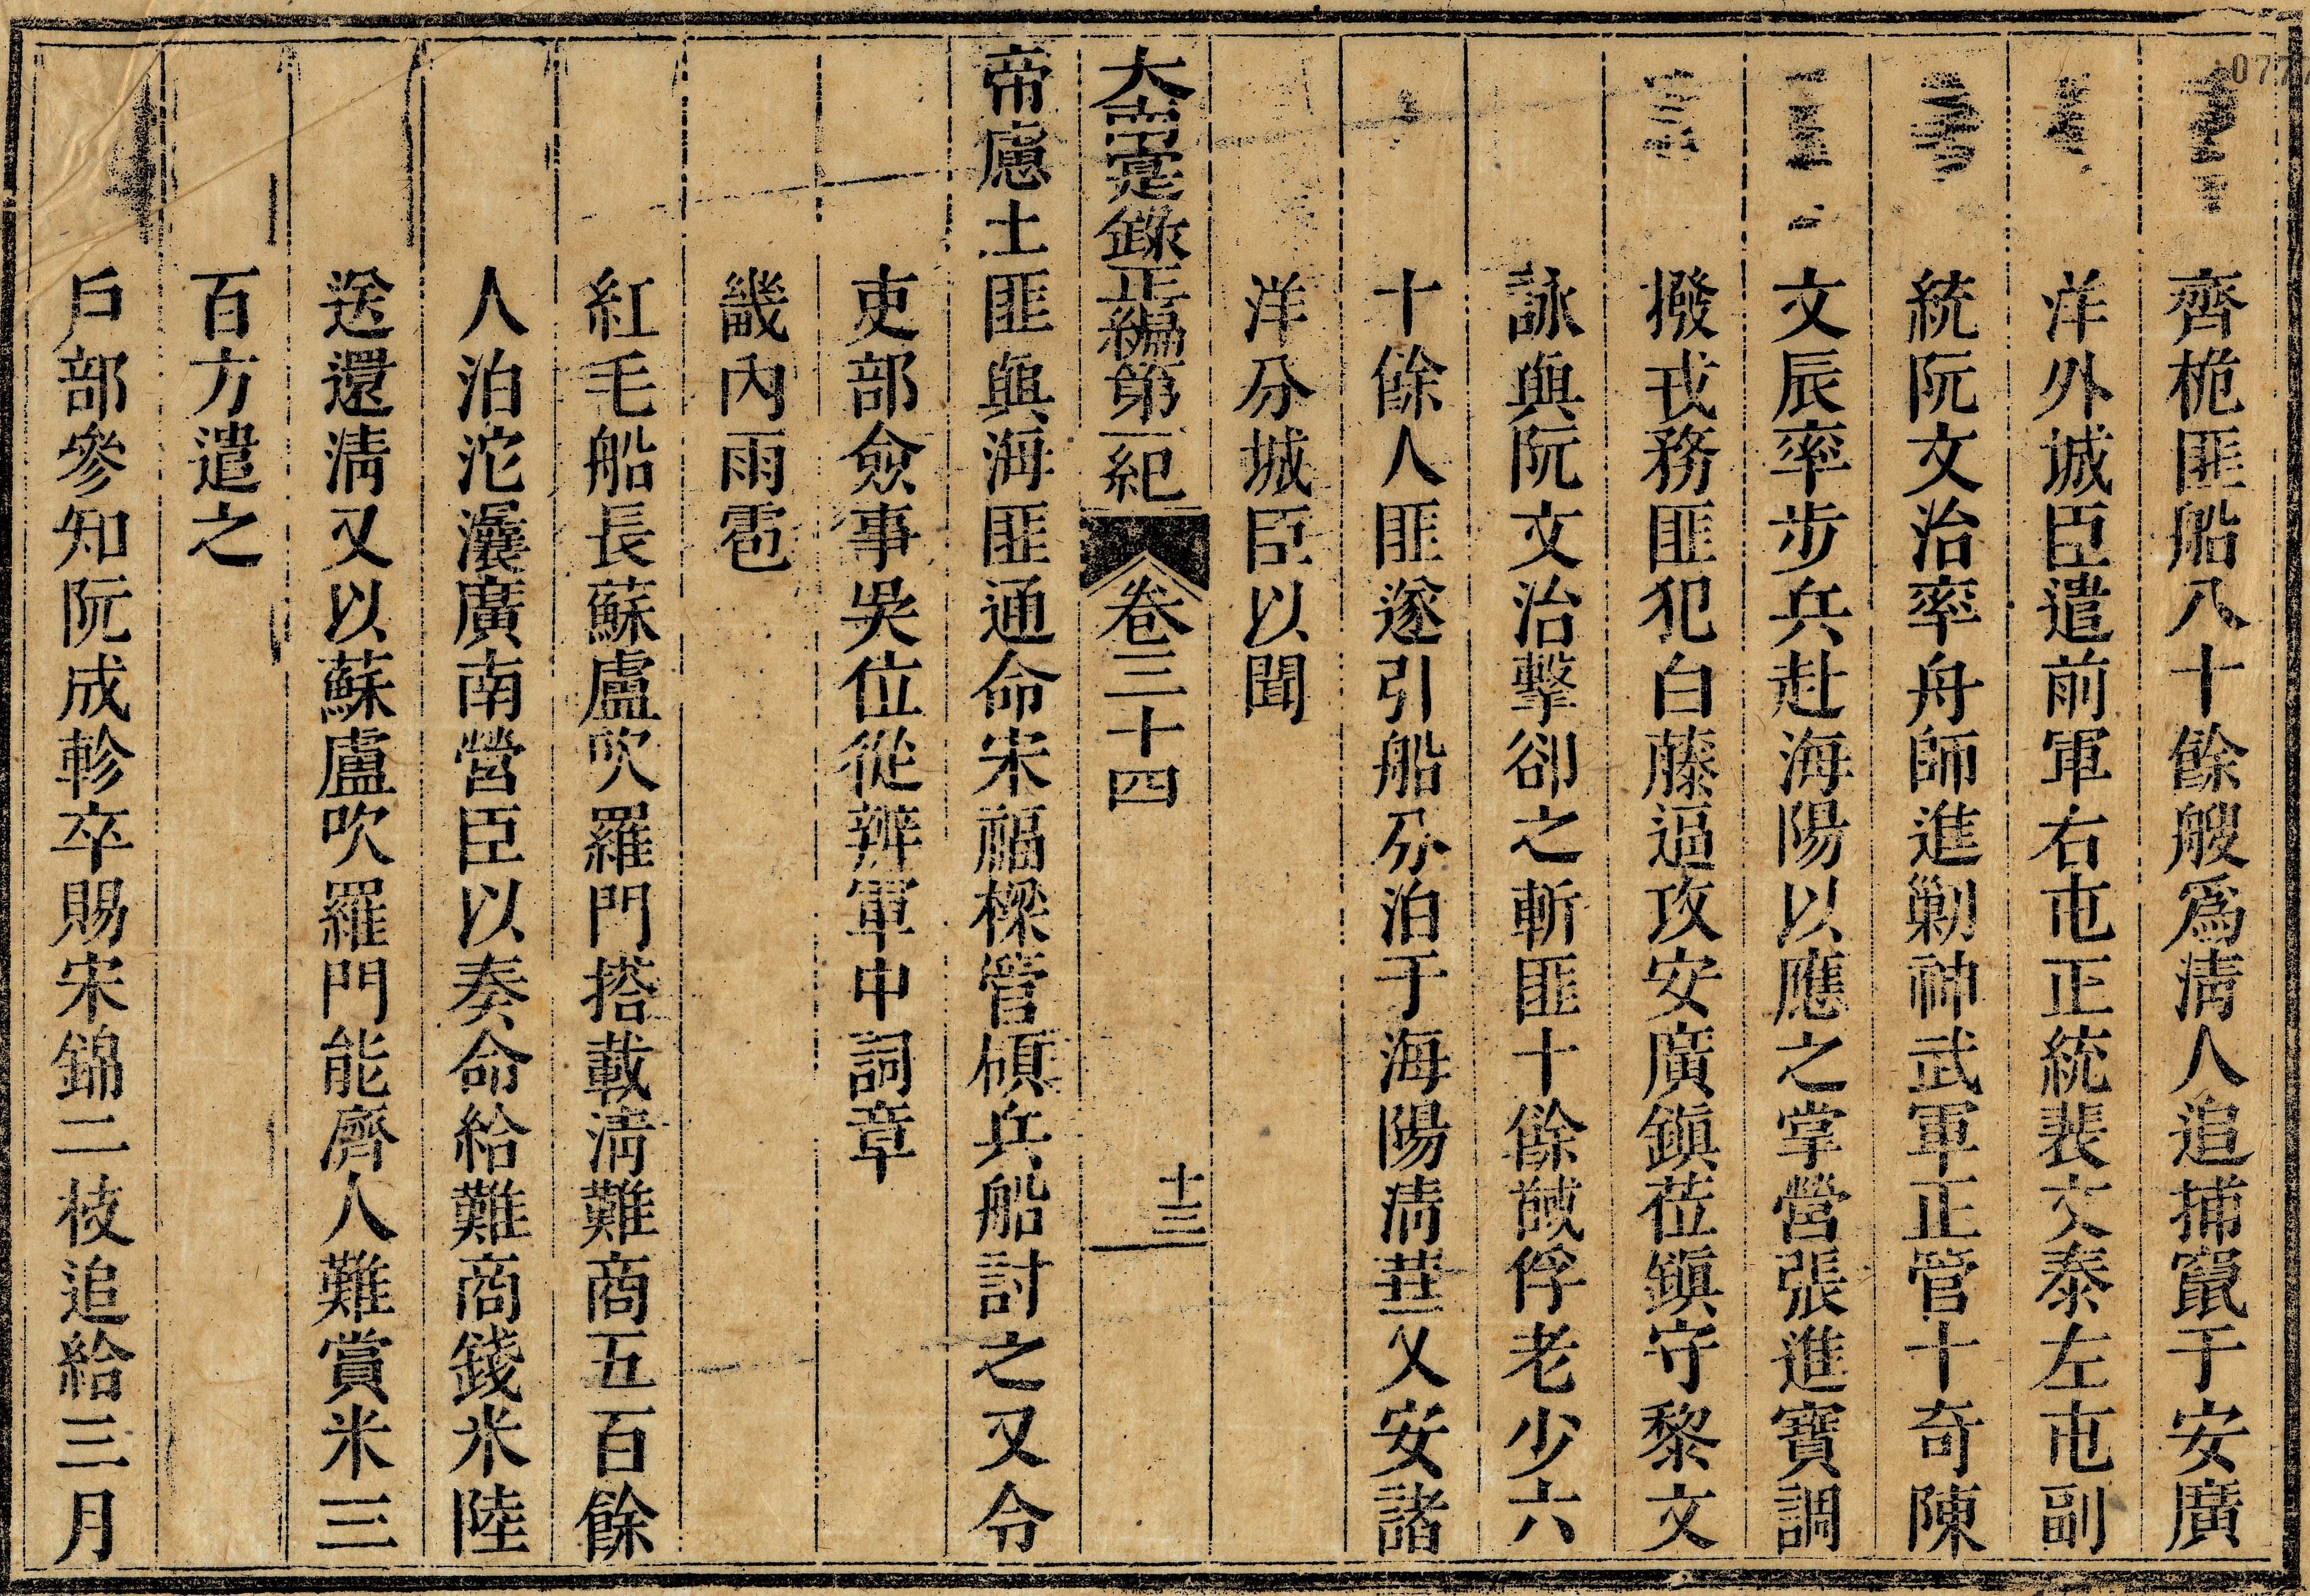 齊桅匪船八十餘艘爲清人追捕竄于安廣
洋外诚臣遣前軍右屯正統裴文泰左屯副
統阮文治率舟師進剿神武軍正管十奇陳
文辰率步兵赴海陽以應之掌營張進寶調
撥戎務匪犯白藤逼攻安廣鎭莅鎭守黎文
詠與阮文治擊卻之斬匪十餘馘俘老少六
十餘人匪遂引船分泊于海陽清華乂安諸
洋分城臣以聞
大南寔錄正編第一紀 卷三十四 十三
帝慮土匪與海匪通命宋福樑管領兵船討之又令
吏部僉事吳位從辦軍中詞章
畿內雨雹
紅毛船長蘇盧吹羅門搭載清難商五百餘
人泊沱㶞廣南營臣以奏命給難商錢米陸
送還清又以蘇盧吹羅門能濟人難賞米三
百方遣之
戶部參知阮成軫卒賜宋錦二枝追給三月
077